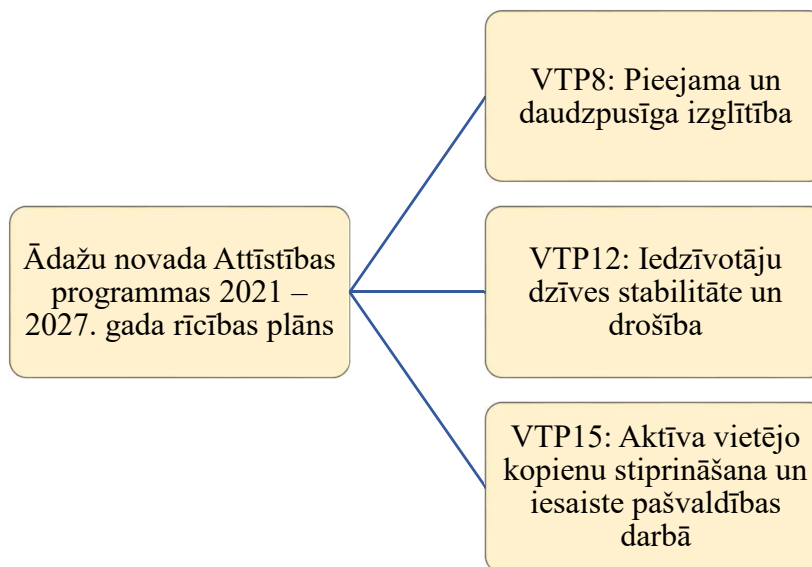 VTP8: Pieejama un
daudzpusīga izglītība
Ādažu novada Attīstības
programmas 2021 –
2027. gada rīcības plāns
VTP12: Iedzīvotāju
dzīves stabilitāte un
drošība
VTP15: Aktīva vietējo
kopienu stiprināšana un
iesaiste pašvaldības
darbā